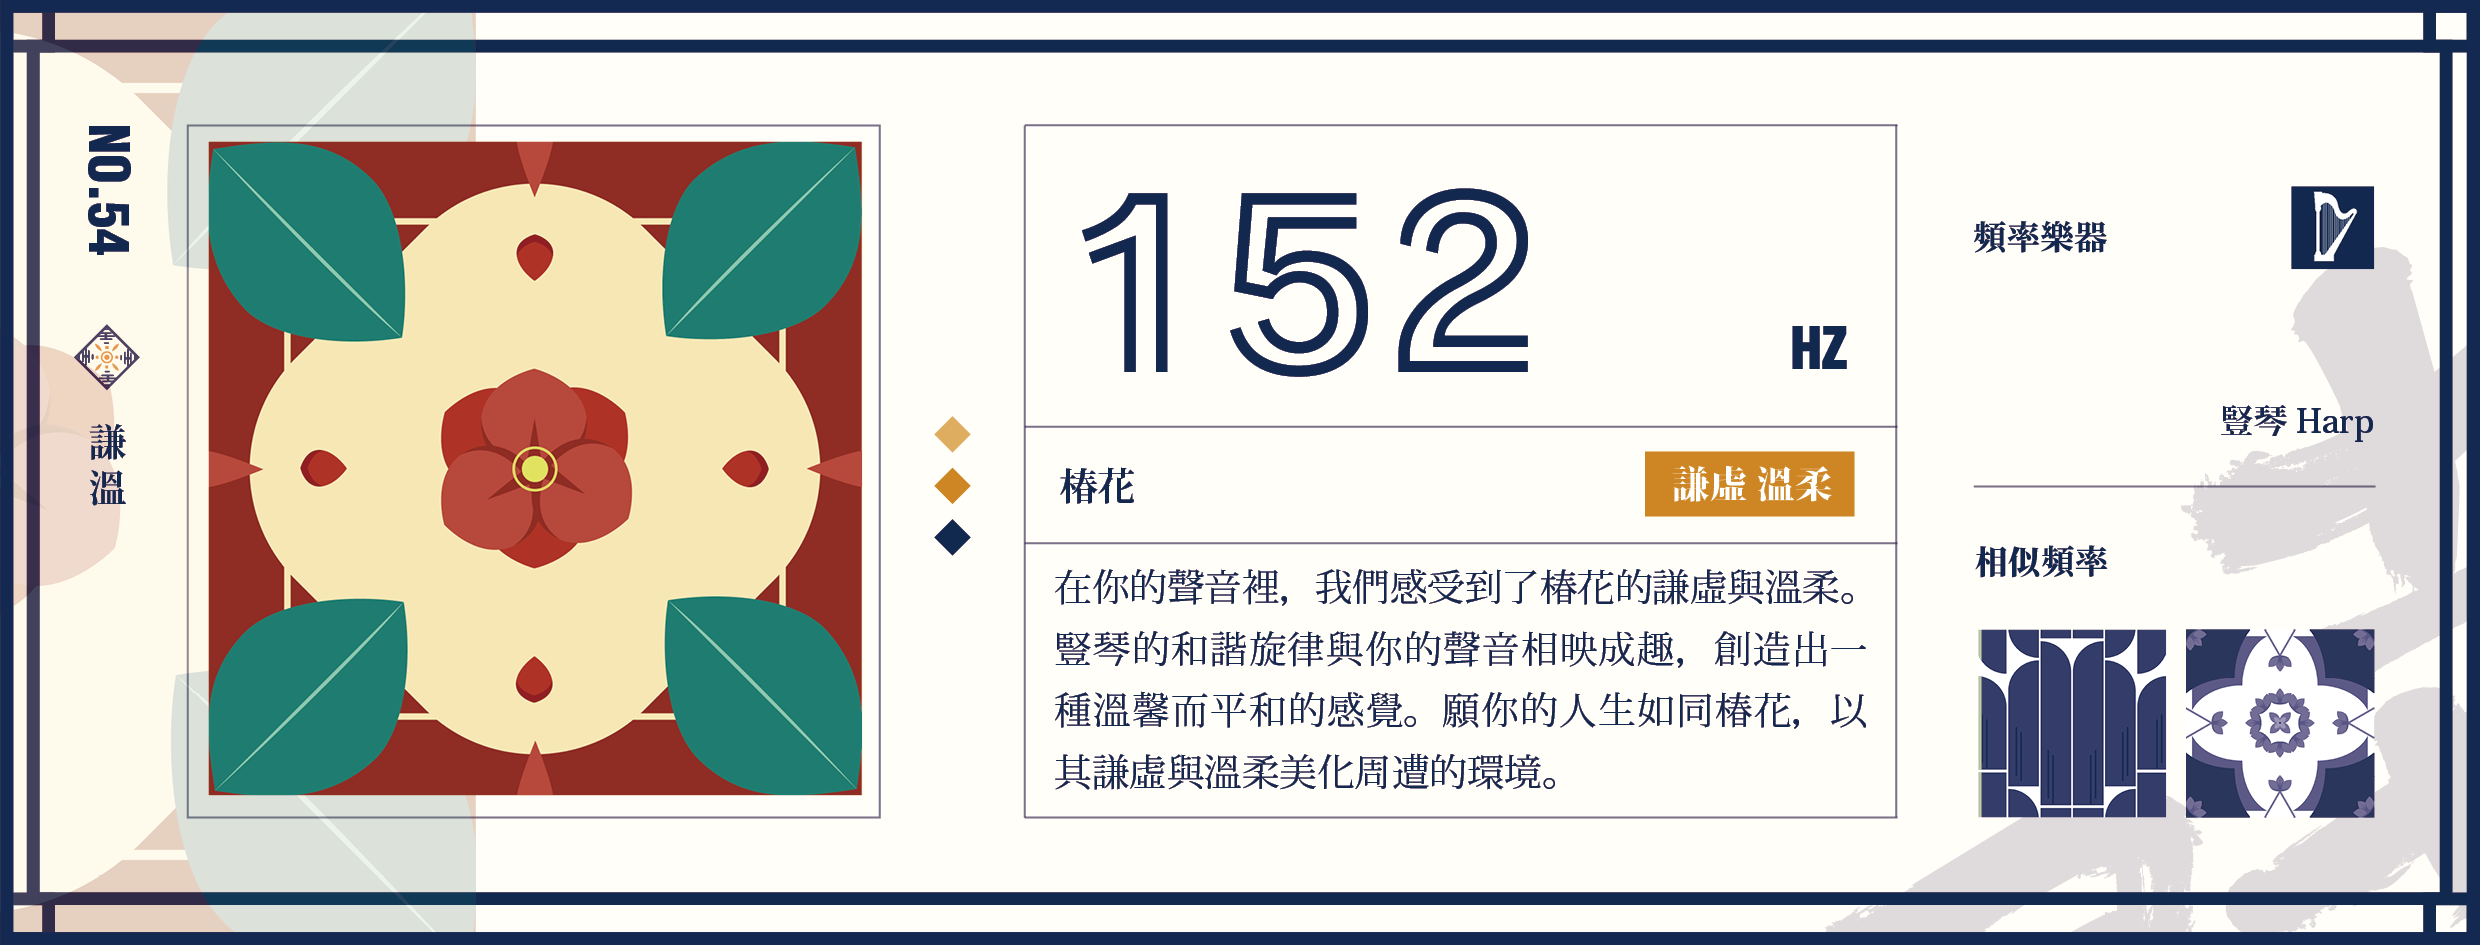 NO.54
謙溫
152
HZ
椿花
謙虛 溫柔
在你的聲音裡，我們感受到了椿花的謙虛與溫柔。
豎琴的和諧旋律與你的聲音相映成趣，創造出一
種溫馨而平和的感覺。願你的人生如同椿花，以
其謙虛與溫柔美化周遭的環境。
頻率樂器
豎琴 Harp
相似頻率